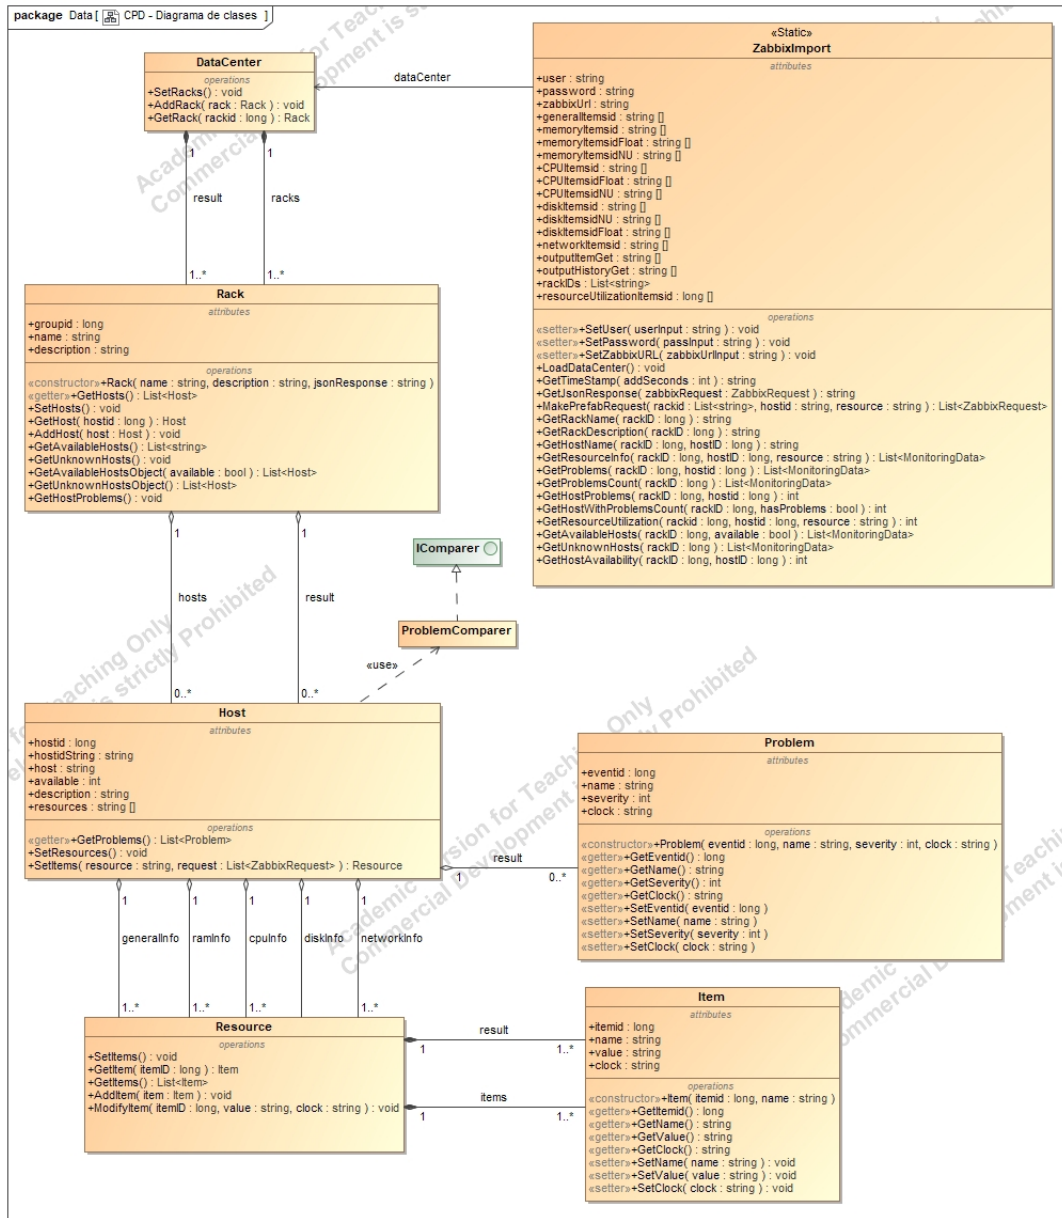 package Data [ CPD - Diagrama de clases ]
DataCenter
operations
+SetRacks() : void
+AddRack( rack : Rack ) : void
+GetRack( rackid : long ) : Rack
dataCenter
«Static»
ZabbixImport
attributes
+user : string
+password : string
+zabbixUrl : string
+generalItemsid : string []
+memoryItemsid : string []
+memoryItemsidFloat : string []
+memoryItemsidNU : string []
+CPUItemsid : string []
+CPUItemsidFloat : string []
+CPUItemsidNU : string []
+diskItemsid : string []
+diskItemsidNU : string []
+diskItemsidFloat : string []
+networkItemsid : string []
+outputItemGet : string []
+outputHistoryGet : string []
+rackIDs : List<string>
+resourceUtilizationItemsid : long []
operations
«setter»+SetUser( userInput : string ) : void
«setter»+SetPassword( passInput : string ) : void
«setter»+SetZabbixURL( zabbixUrlInput : string ) : void
+LoadDataCenter() : void
+GetTimeStamp( addSeconds : int ) : string
+GetJsonResponse( zabbixRequest : ZabbixRequest ) : string
+MakePrefabRequest( rackid : List<string>, hostid : string, resource : string ) : List<ZabbixRequest>
+GetRackName( rackID : long ) : string
+GetRackDescription( rackID : long ) : string
+GetHostName( rackID : long, hostID : long ) : string
+GetResourceInfo( rackID : long, hostID : long, resource : string ) : List<MonitoringData>
+GetProblems( rackID : long, hostid : long ) : List<MonitoringData>
+GetProblemsCount( rackID : long ) : List<MonitoringData>
+GetHostProblems( rackID : long, hostid : long ) : int
+GetHostWithProblemsCount( rackID : long, hasProblems : bool ) : int
+GetResourceUtilization( rackid : long, hostid : long, resource : string ) : int
+GetAvailableHosts( rackID : long, available : bool ) : List<MonitoringData>
+GetUnknownHosts( rackID : long ) : List<MonitoringData>
+GetHostAvailability( rackID : long, hostID : long ) : int
1
1
result
racks
1..*
1..*
Rack
attributes
+groupid : long
+name : string
+description : string
operations
«constructor»+Rack( name : string, description : string, jsonResponse : string )
«getter»+GetHosts() : List<Host>
+SetHosts() : void
+GetHost( hostid : long ) : Host
+AddHost( host : Host ) : void
+GetAvailableHosts() : List<string>
+GetUnknownHosts() : void
+GetAvailableHostsObject( available : bool ) : List<Host>
+GetUnknownHostsObject() : List<Host>
+GetHostProblems() : void
1
1
hosts
result
0..*
0..*
IComparer
ProblemComparer
«use»
Host
attributes
+hostid : long
+hostidString : string
+host : string
+available : int
+description : string
+resources : string []
operations
«getter»+GetProblems() : List<Problem>
+SetResources() : void
+SetItems( resource : string, request : List<ZabbixRequest> ) : Resource
result
1
0..*
Problem
attributes
+eventid : long
+name : string
+severity : int
+clock : string
operations
«constructor»+Problem( eventid : long, name : string, severity : int, clock : string )
«getter»+GetEventid() : long
«getter»+GetName() : string
«getter»+GetSeverity() : int
«getter»+GetClock() : string
«setter»+SetEventid( eventid : long )
«setter»+SetName( name : string )
«setter»+SetSeverity( severity : int )
«setter»+SetClock( clock : string )
1
1
1
1
1
generalInfo
ramInfo
cpuInfo
diskInfo
networkInfo
1..*
1..*
1..*
1..*
1..*
Resource
operations
+SetItems() : void
+GetItem( itemID : long ) : Item
+GetItems() : List<Item>
+AddItem( item : Item ) : void
+ModifyItem( itemID : long, value : string, clock : string ) : void
result
1
1..*
items
1
1..*
Item
attributes
+itemid : long
+name : string
+value : string
+clock : string
operations
«constructor»+Item( itemid : long, name : string )
«getter»+GetItemid() : long
«getter»+GetName() : string
«getter»+GetValue() : string
«getter»+GetClock() : string
«setter»+SetName( name : string ) : void
«setter»+SetValue( value : string ) : void
«setter»+SetClock( clock : string ) : void